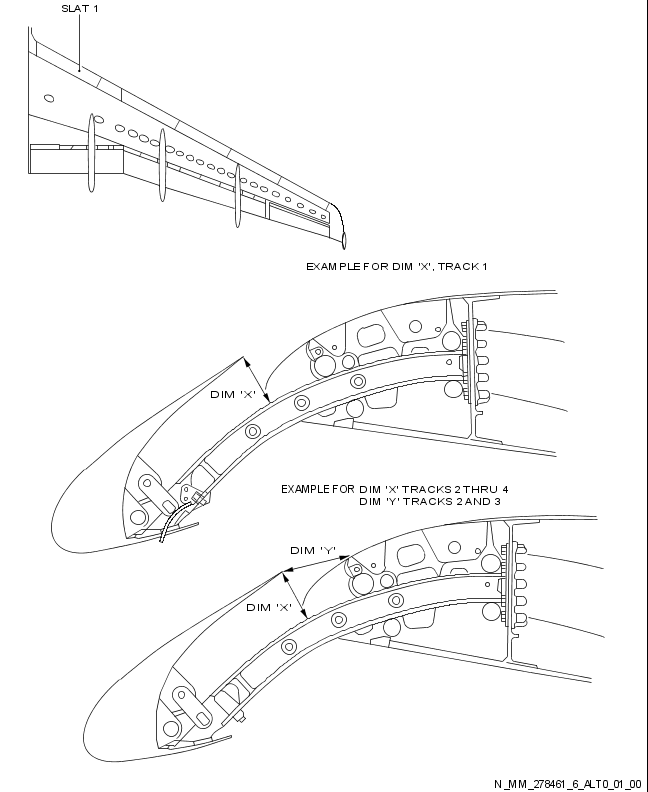 SLAT 1
EXAMPLE FOR DIM 'X', TRACK 1
DIM 'X'
EXAMPLE FOR DIM 'X' TRACKS 2 THRU 4
DIM 'Y' TRACKS 2 AND 3
DIM 'Y'
DIM 'X'
N_MM_278461_6_ALT0_01_00